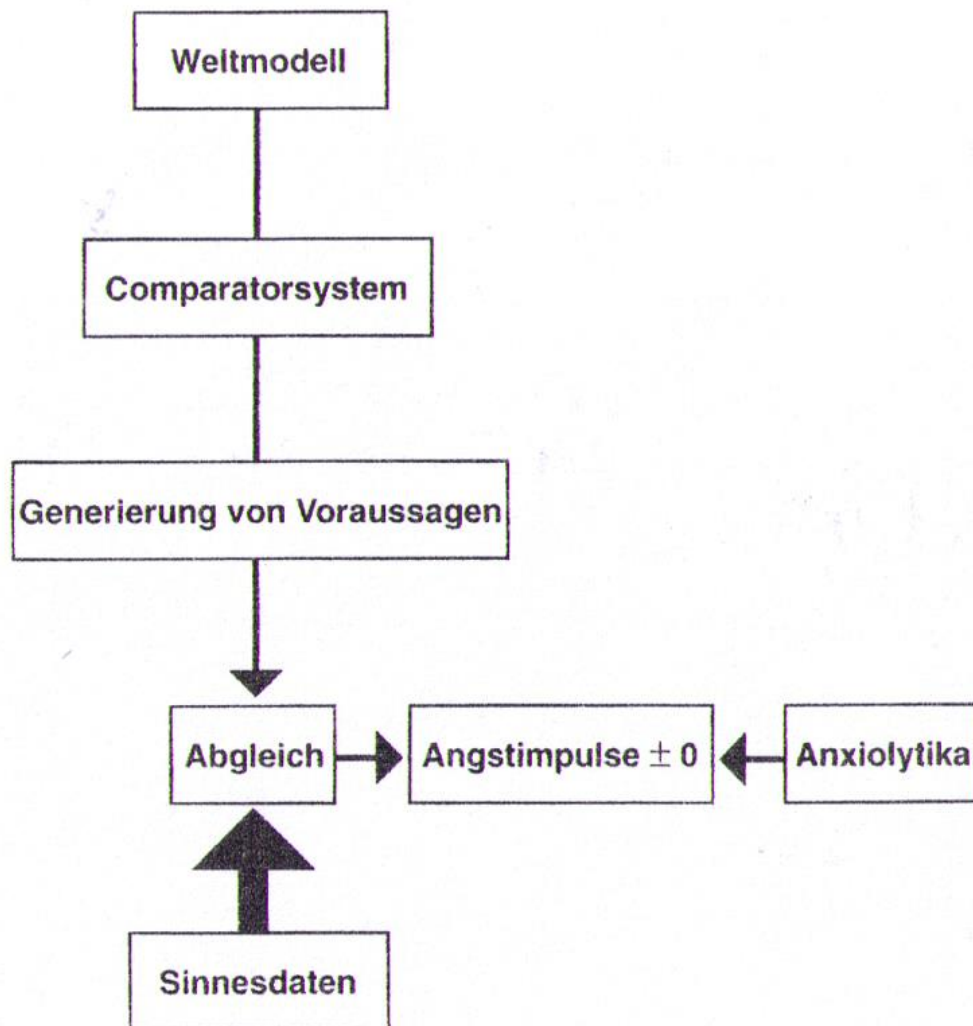 Weltmodell
Comparatorsystem
Generierung von Voraussagen
Abgleich
Angstimpulse ± 0
Anxiolytika
Sinnesdaten